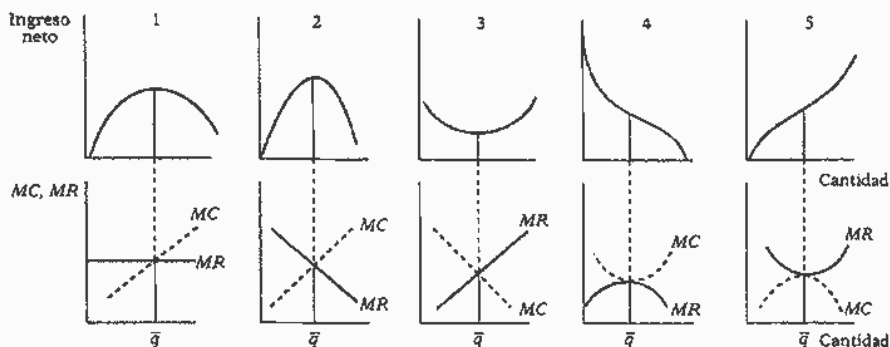 Ingreso neto
1
2
3
4
5
Cantidad
MC, MR
MC
MR
MC
MR
MR
MC
MC
MR
MR
MC
q̄
q̄
q̄
q̄
q̄
Cantidad